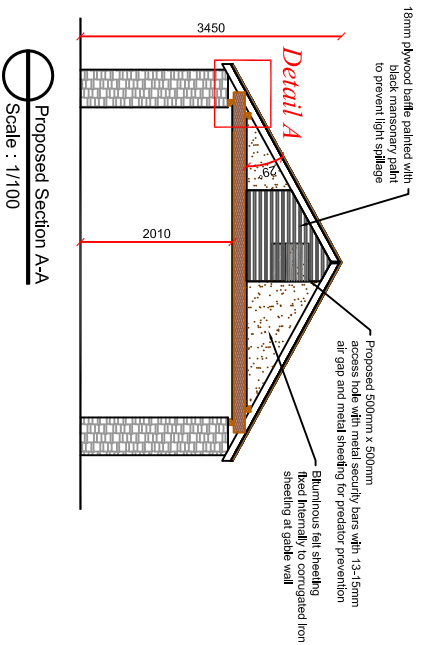 18mm plywood baffle painted with
black mansonary paint
to prevent light spillage
Proposed 500mm x 500mm
access hole with metal security bars with 13-15mm
air gap and metal sheeting for predator prevention
Bituminous felt sheeting
fixed internally to corrugated iron
sheeting at gable wall
Detail A
29°
3450
2010
Proposed Section A-A
Scale : 1/100